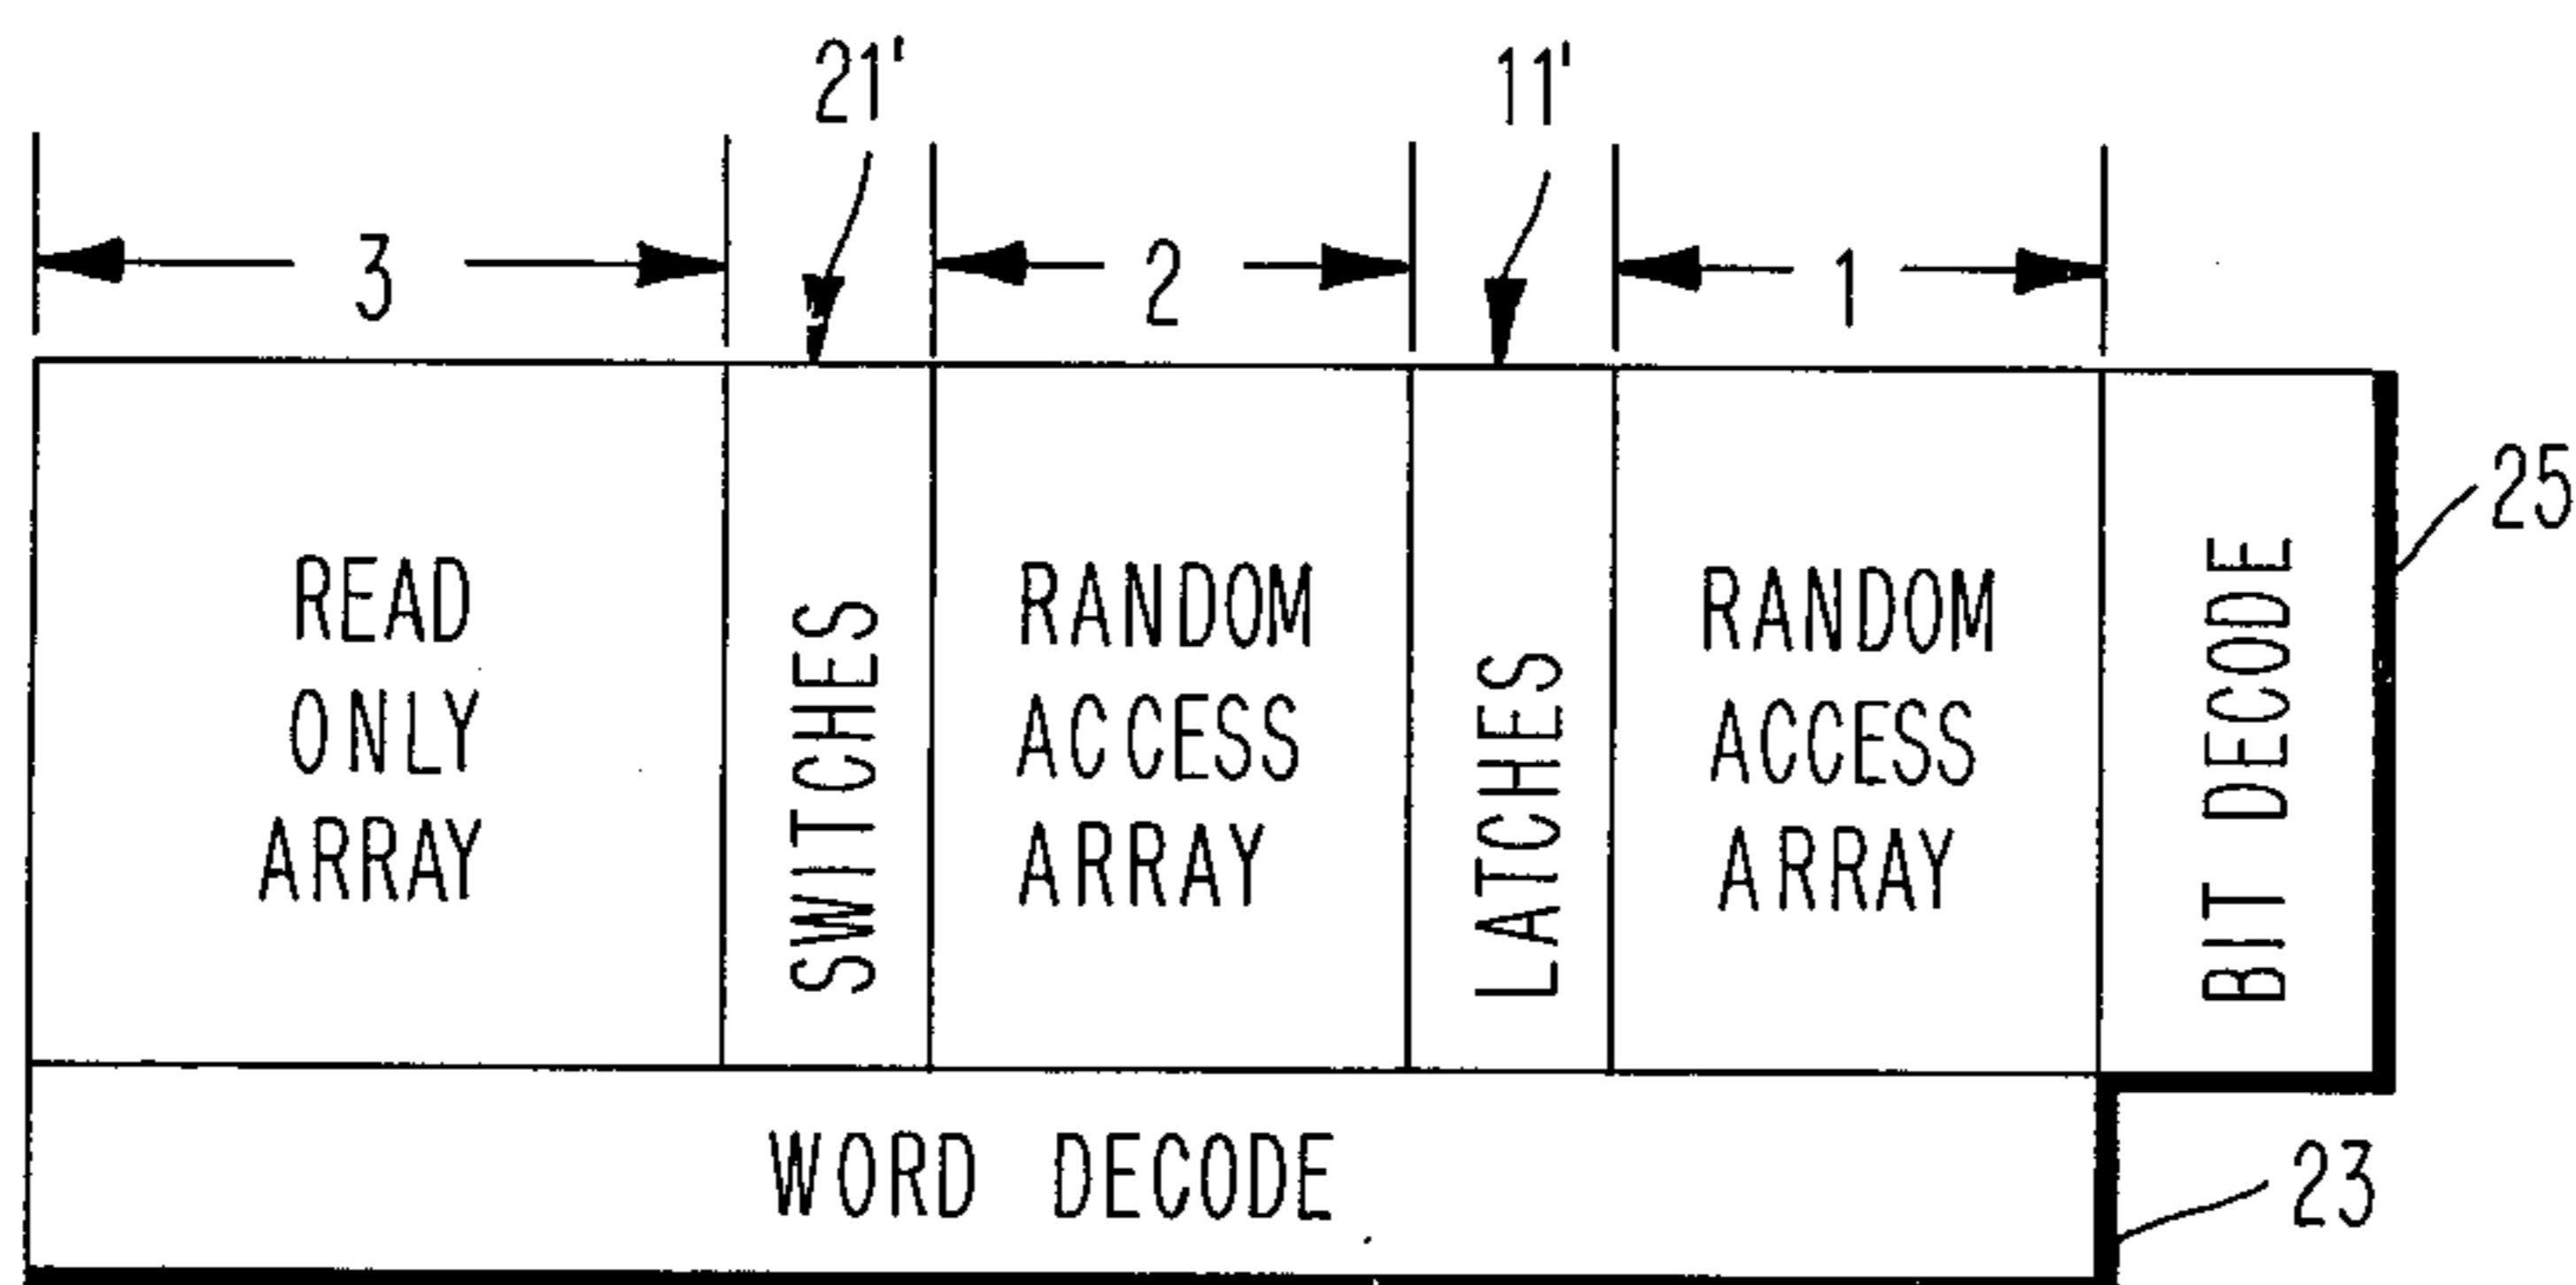 21'
11'
3
2
1
25
READ
ONLY
ARRAY
SWITCHES
RANDOM
ACCESS
ARRAY
LATCHES
RANDOM
ACCESS
ARRAY
BIT DECODE
WORD DECODE
23